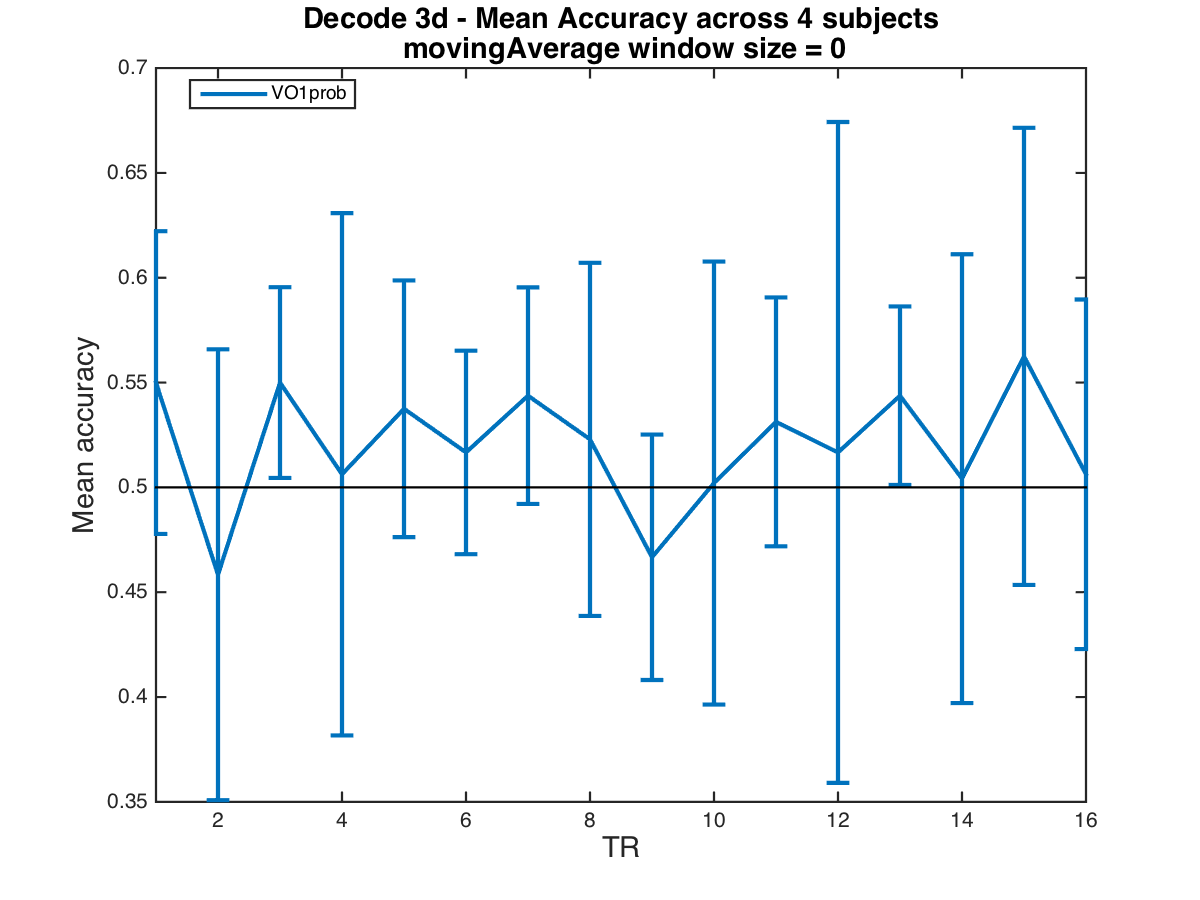 Decode 3d - Mean Accuracy across 4 subjects
movingAverage window size = 0
VO1prob
0.7
0.65
0.6
0.55
0.5
0.45
0.4
0.35
Mean accuracy
2 4 6 8 10 12 14 16
TR